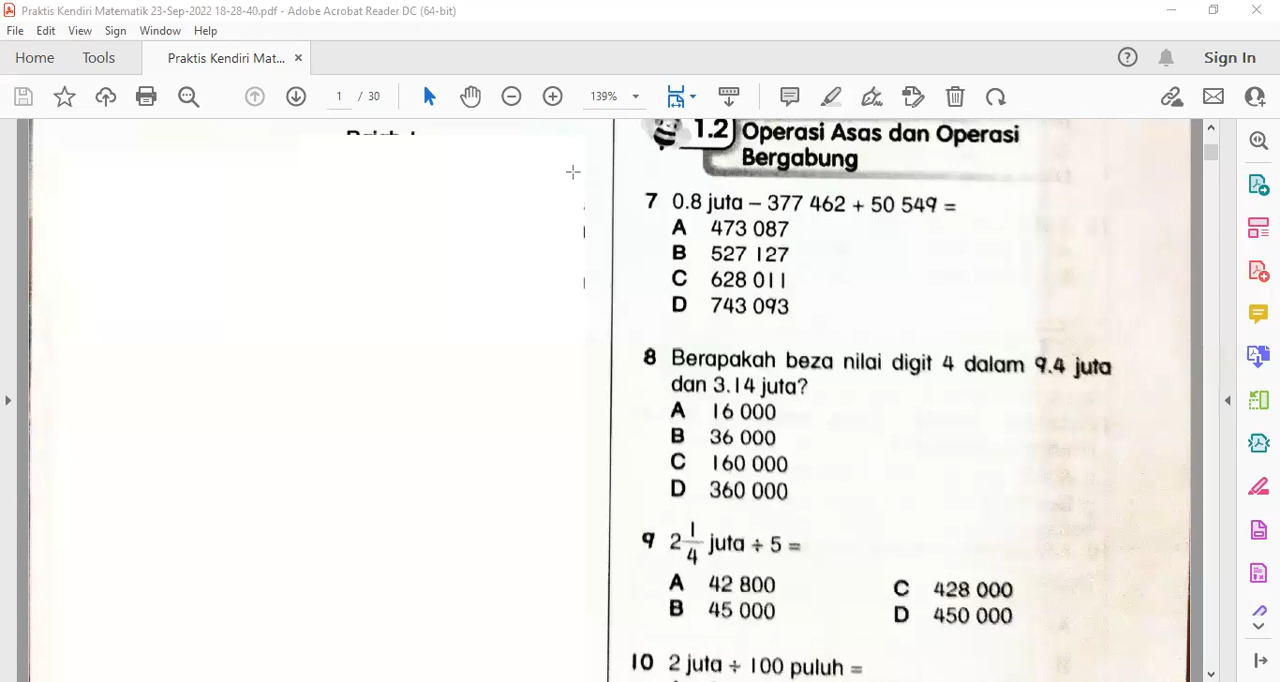 Praktis Kendiri Matematik 23-Sep-2022 18-28-40.pdf - Adobe Acrobat Reader DC (64-bit)
File Edit View Sign Window Help
Home Tools Praktis Kendiri Mat... × Sign In
1 / 30 139%
1.2 Operasi Asas dan Operasi
Bergabung
7 0.8 juta – 377 462 + 50 549 =
A 473 087
B 527 127
C 628 011
D 743 093
8 Berapakah beza nilai digit 4 dalam 9.4 juta
dan 3.14 juta?
A 16 000
B 36 000
C 160 000
D 360 000
9 2 1/4 juta ÷ 5 =
A 42 800 C 428 000
B 45 000 D 450 000
10 2 juta ÷ 100 puluh =